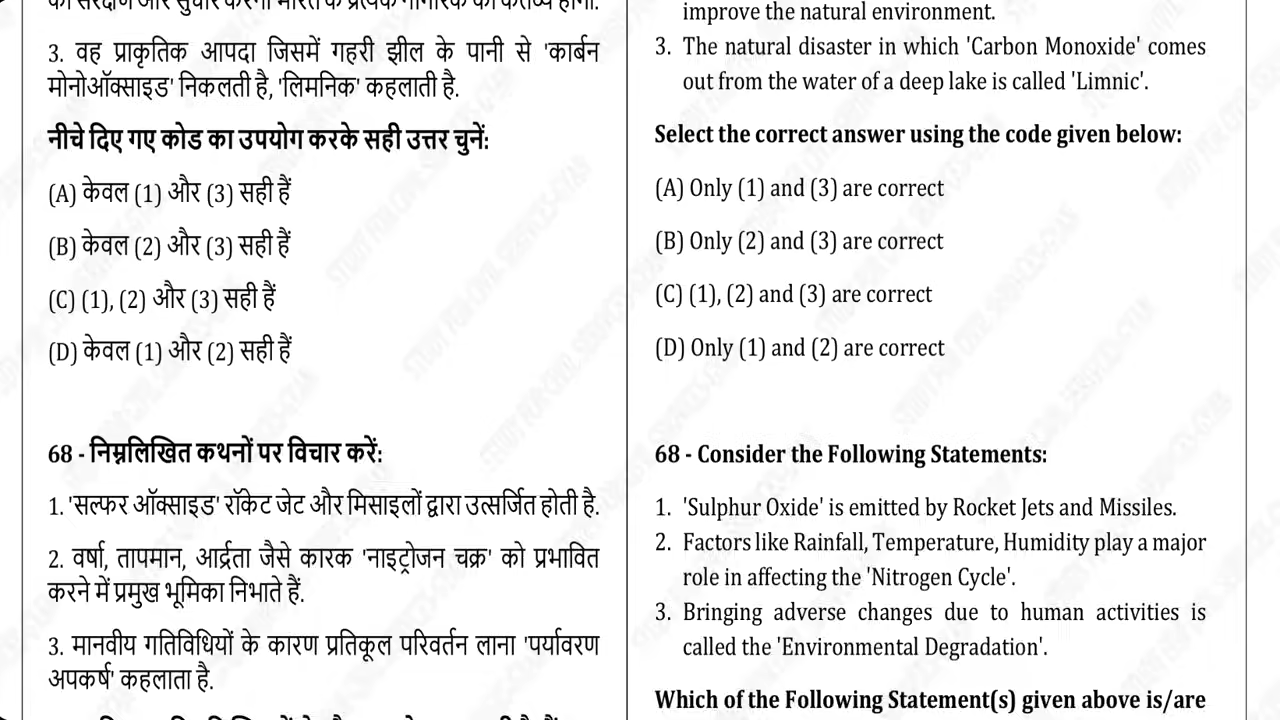 का संरक्षण और सुधार करना भारत के प्रत्येक नागरिक का कर्तव्य होगा.
3. वह प्राकृतिक आपदा जिसमें गहरी झील के पानी से 'कार्बन
मोनोऑक्साइड' निकलती है, 'लिमनिक' कहलाती है.
नीचे दिए गए कोड का उपयोग करके सही उत्तर चुनें:
(A) केवल (1) और (3) सही हैं
(B) केवल (2) और (3) सही हैं
(C) (1), (2) और (3) सही हैं
(D) केवल (1) और (2) सही हैं
68 - निम्नलिखित कथनों पर विचार करें:
1. 'सल्फर ऑक्साइड' रॉकेट जेट और मिसाइलों द्वारा उत्सर्जित होती है.
2. वर्षा, तापमान, आर्द्रता जैसे कारक 'नाइट्रोजन चक्र' को प्रभावित
करने में प्रमुख भूमिका निभाते हैं.
3. मानवीय गतिविधियों के कारण प्रतिकूल परिवर्तन लाना 'पर्यावरण
अपकर्ष' कहलाता है.
improve the natural environment.
3. The natural disaster in which 'Carbon Monoxide' comes
out from the water of a deep lake is called 'Limnic'.
Select the correct answer using the code given below:
(A) Only (1) and (3) are correct
(B) Only (2) and (3) are correct
(C) (1), (2) and (3) are correct
(D) Only (1) and (2) are correct
68 - Consider the Following Statements:
1. 'Sulphur Oxide' is emitted by Rocket Jets and Missiles.
2. Factors like Rainfall, Temperature, Humidity play a major
role in affecting the 'Nitrogen Cycle'.
3. Bringing adverse changes due to human activities is
called the 'Environmental Degradation'.
Which of the Following Statement(s) given above is/are